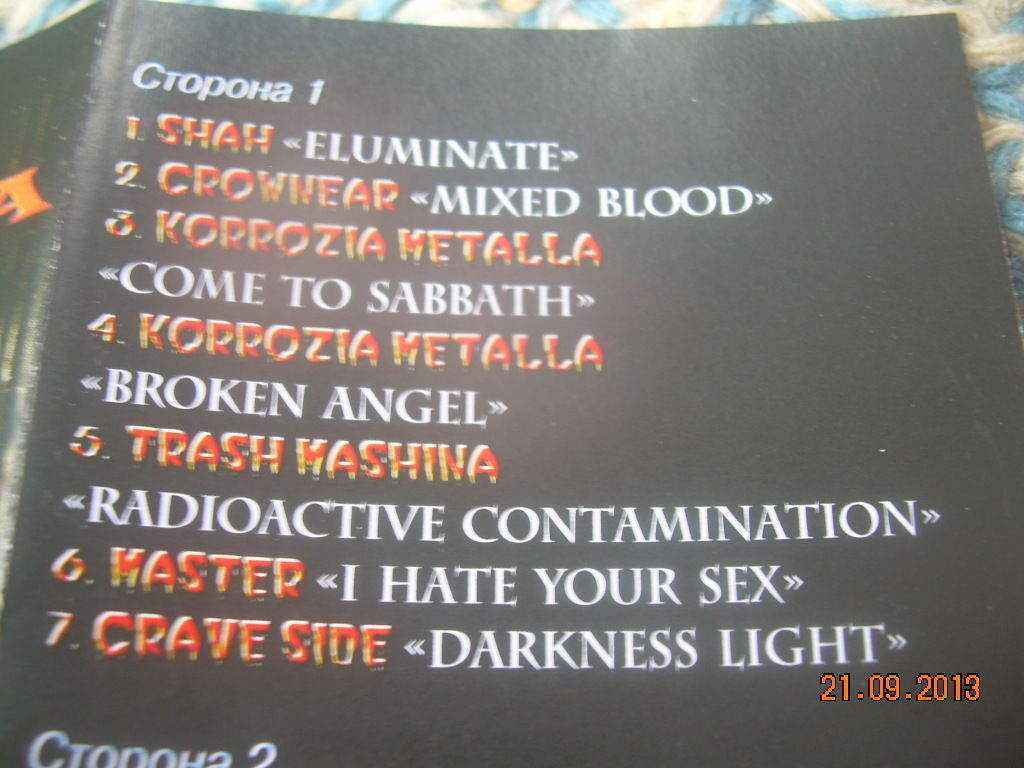 Сторона 1
1. SHAH «ELUMINATE»
2. CROWNEAR «MIXED BLOOD»
3. KORROZIA METALLA
«COME TO SABBATH»
4. KORROZIA METALLA
«BROKEN ANGEL»
5. TRASH MASHINA
«RADIOACTIVE CONTAMINATION»
6. MASTER «I HATE YOUR SEX»
7. CRAVE SIDE «DARKNESS LIGHT»
21.09.2013
Сторона 2